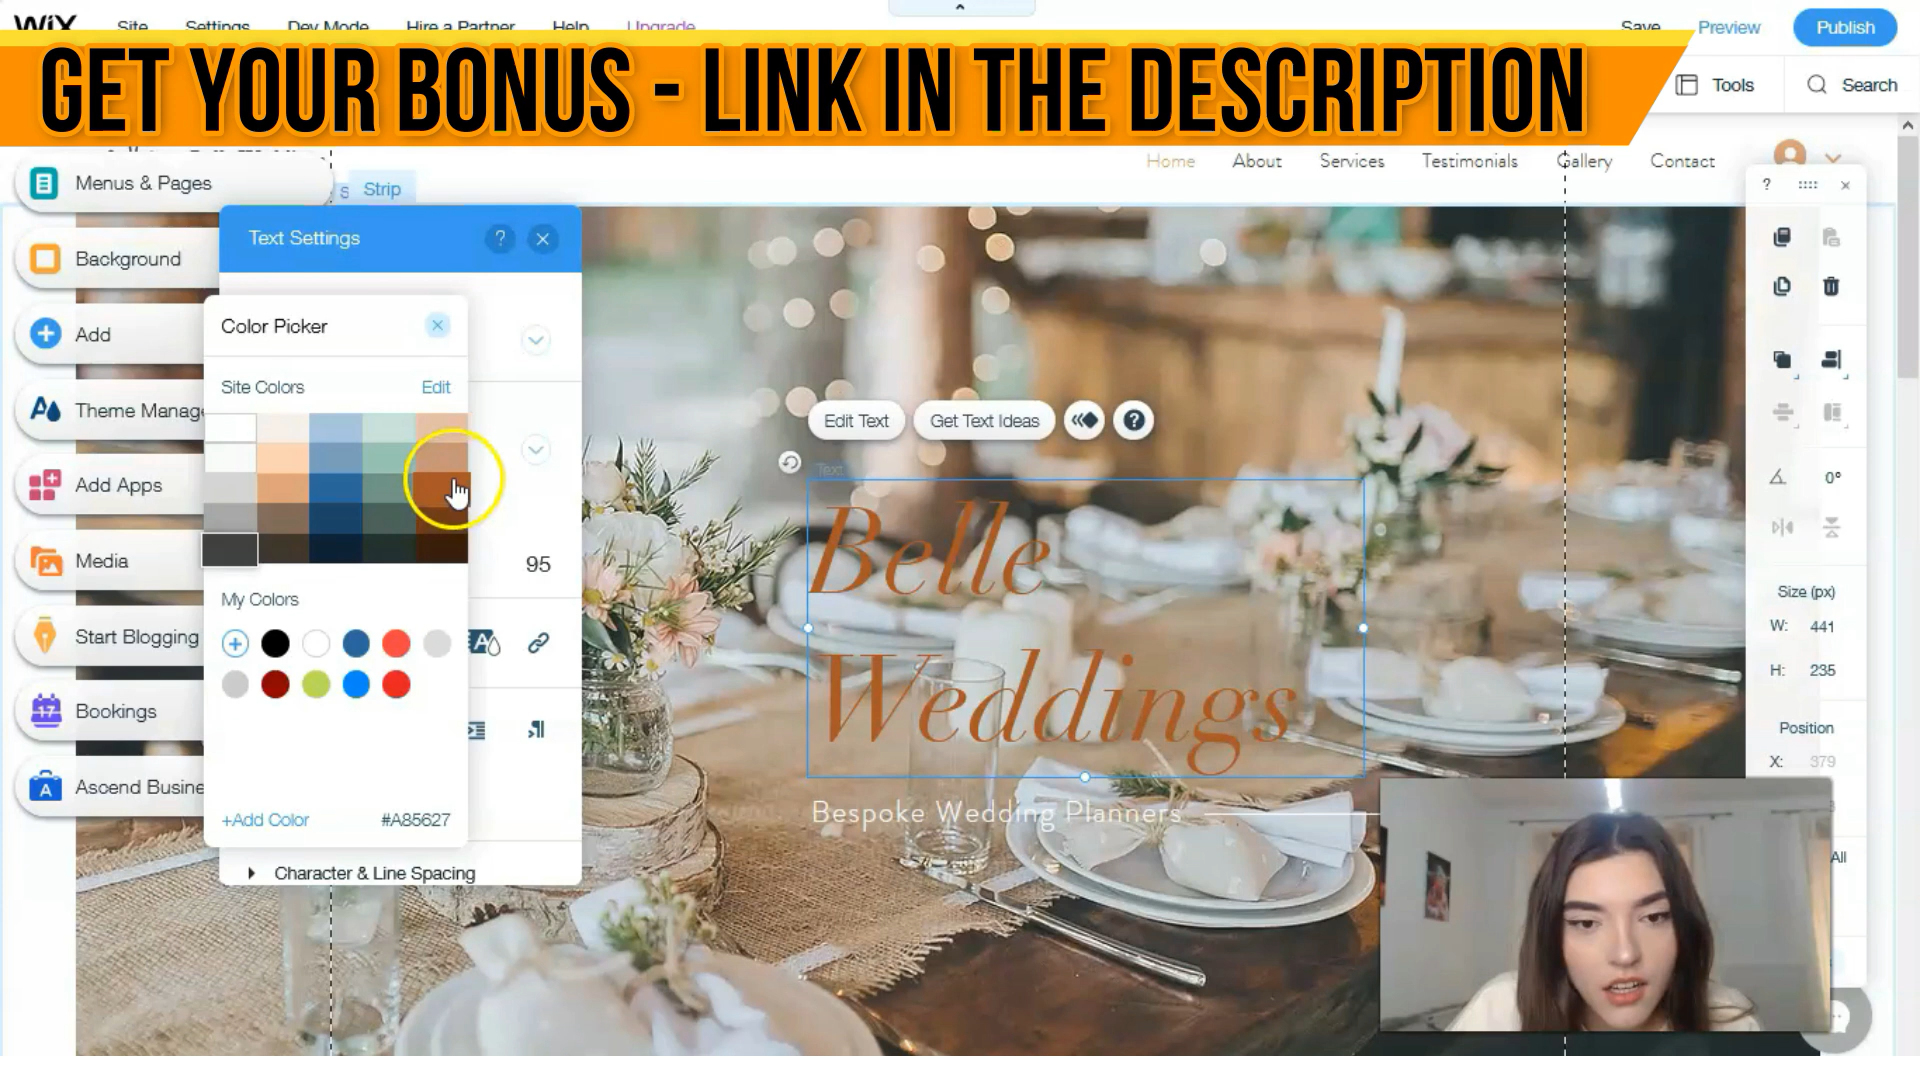 WiX Site Settings Dev Mode Hire a Partner Help Upgrade Save Preview Publish
GET YOUR BONUS - LINK IN THE DESCRIPTION
Tools Search
Home About Services Testimonials Gallery Contact
Menus & Pages
S Strip
Text Settings ? ×
?
Background
Color Picker
Add
Site Colors Edit
Theme Manag
Edit Text Get Text Ideas ?
Text
Add Apps
0°
Belle
Weddings
Media
95
Size (px)
W: 441
H: 235
My Colors
Start Blogging
Bookings
17
Position
X: 379
Ascend Busine
+Add Color #A85627
Bespoke Wedding Planners
All
Character & Line Spacing